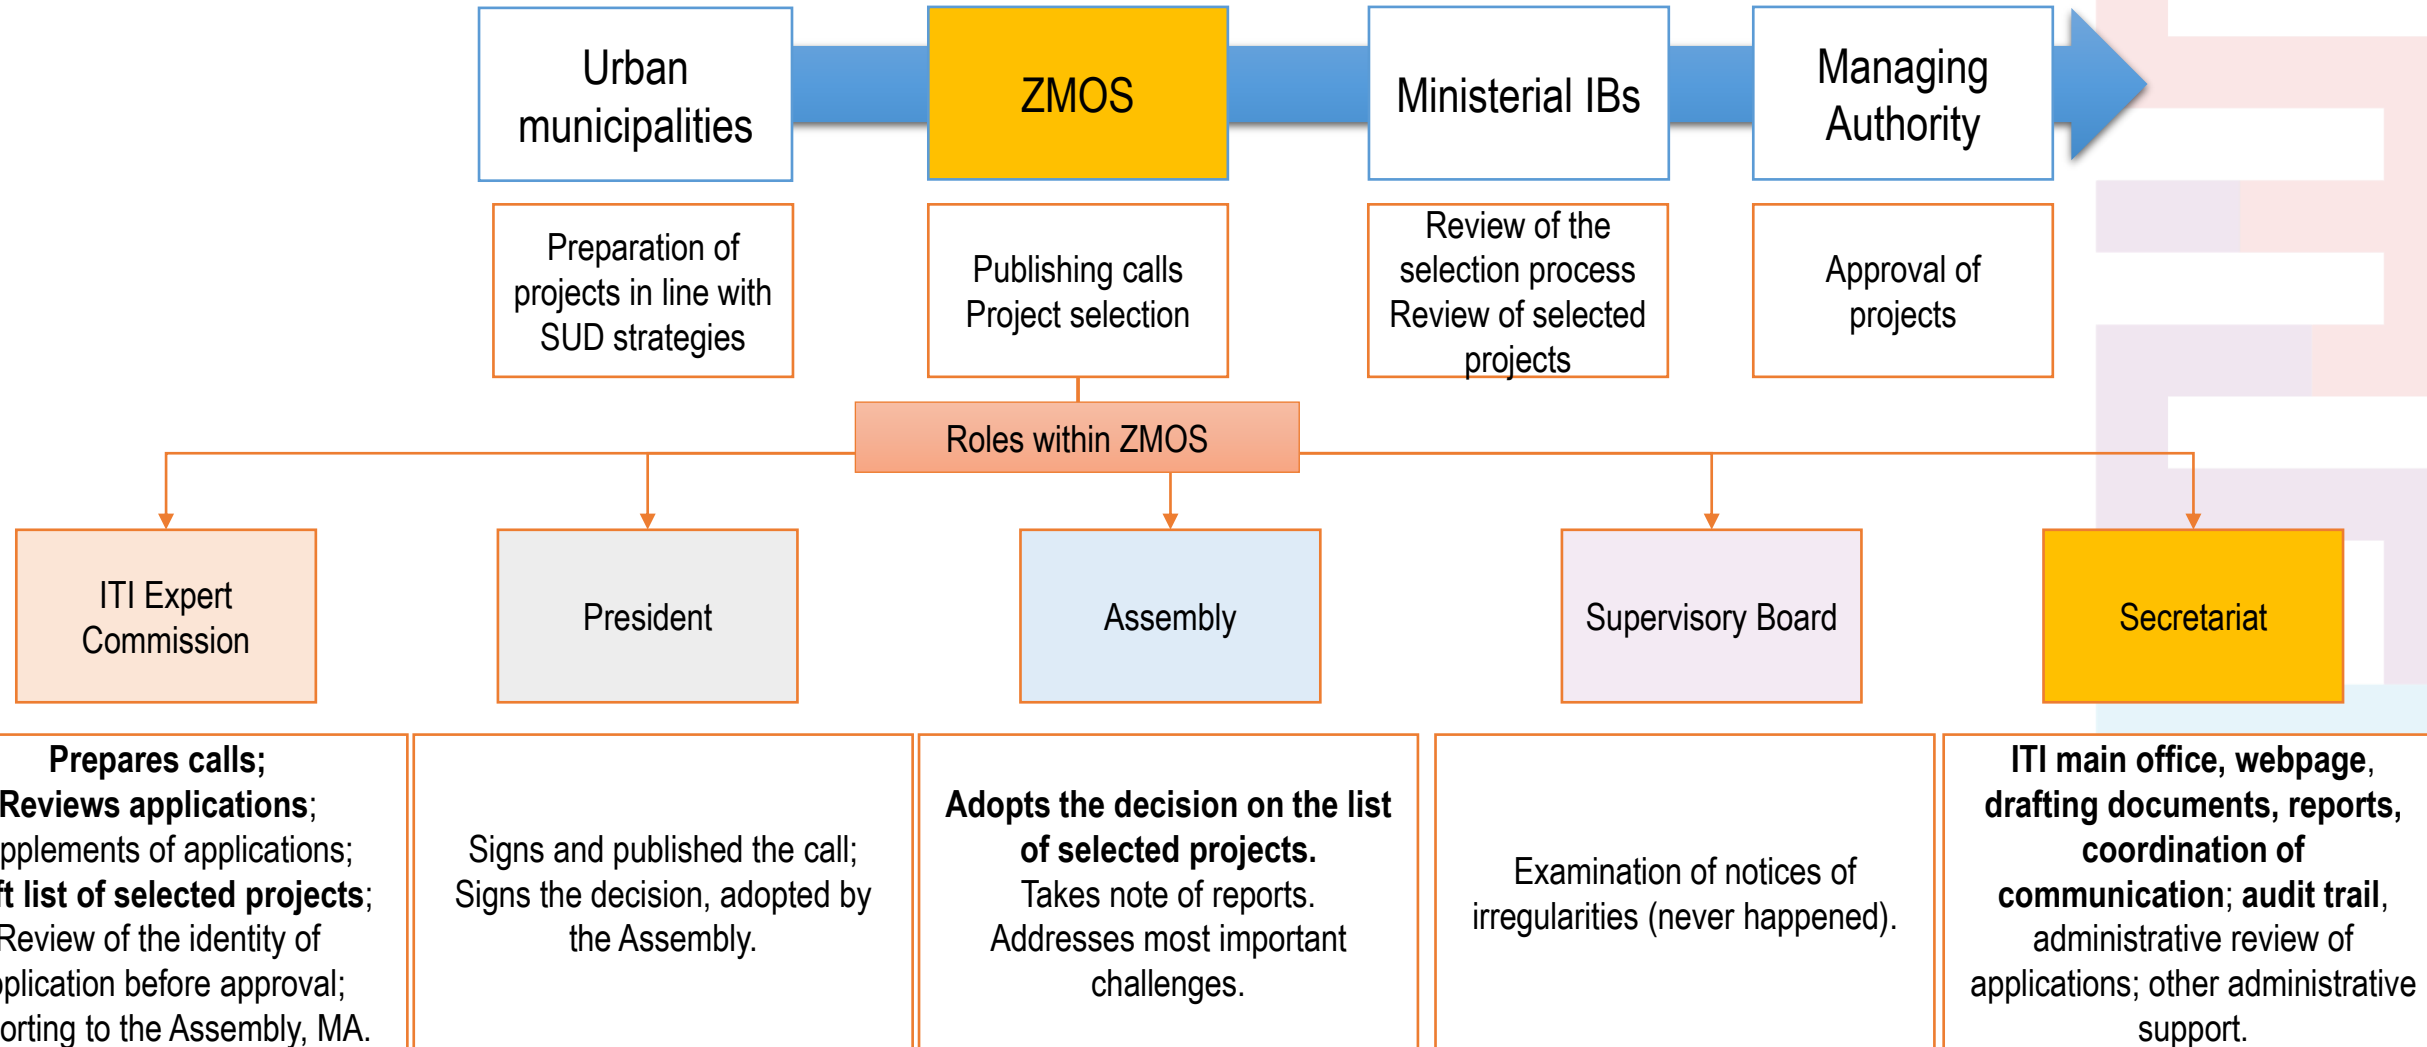 Urban
municipalities
ZMOS
Ministerial IBs
Managing
Authority
Preparation of
projects in line with
SUD strategies
Publishing calls
Project selection
Review of the
selection process
Review of selected
projects
Approval of
projects
Roles within ZMOS
ITI Expert
Commission
President
Assembly
Supervisory Board
Secretariat
Prepares calls;
Reviews applications;
of applications;
list of selected projects;
Review of the identity of
before approval;
to the Assembly, MA.
Signs and published the call;
Signs the decision, adopted by
the Assembly.
Adopts the decision on the list
of selected projects.
Takes note of reports.
Addresses most important
challenges.
Examination of notices of
irregularities (never happened).
ITI main office, webpage,
drafting documents, reports,
coordination of
communication; audit trail,
administrative review of
applications; other administrative
support.